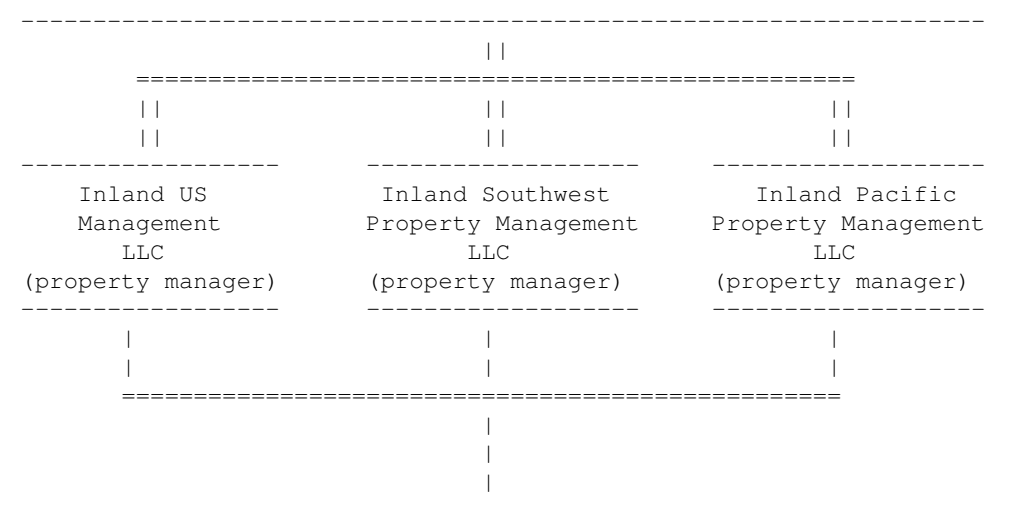 Inland US Inland Southwest Inland Pacific
Management Property Management Property Management
LLC LLC LLC
(property manager) (property manager) (property manager)